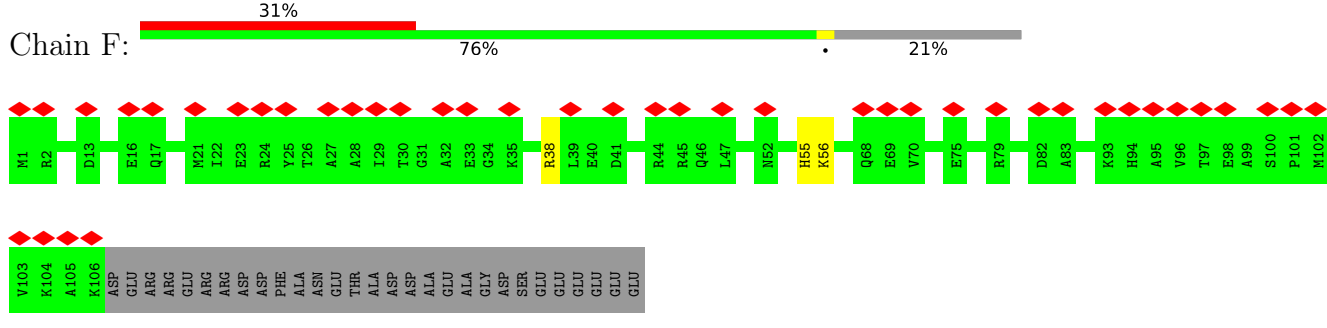 31%
Chain F:
76%
•
21%
M1 R2 D13 E16 Q17 M21 I22 E23 R24 Y25 T26 A27 A28 I29 T30 G31 A32 E33 G34 K35 R38 L39 E40 D41 R44 R45 Q46 L47 N52 H55 K56 Q68 E69 V70 E75 R79 D82 A83 K93 H94 A95 V96 T97 E98 A99 S100 P101 M102
V103 K104 A105 K106 ASP GLU ARG ARG GLU ARG ARG ASP ASP PHE ALA ASN GLU THR ALA ASP ASP ALA GLU ALA GLY ASP SER GLU GLU GLU GLU GLU GLU